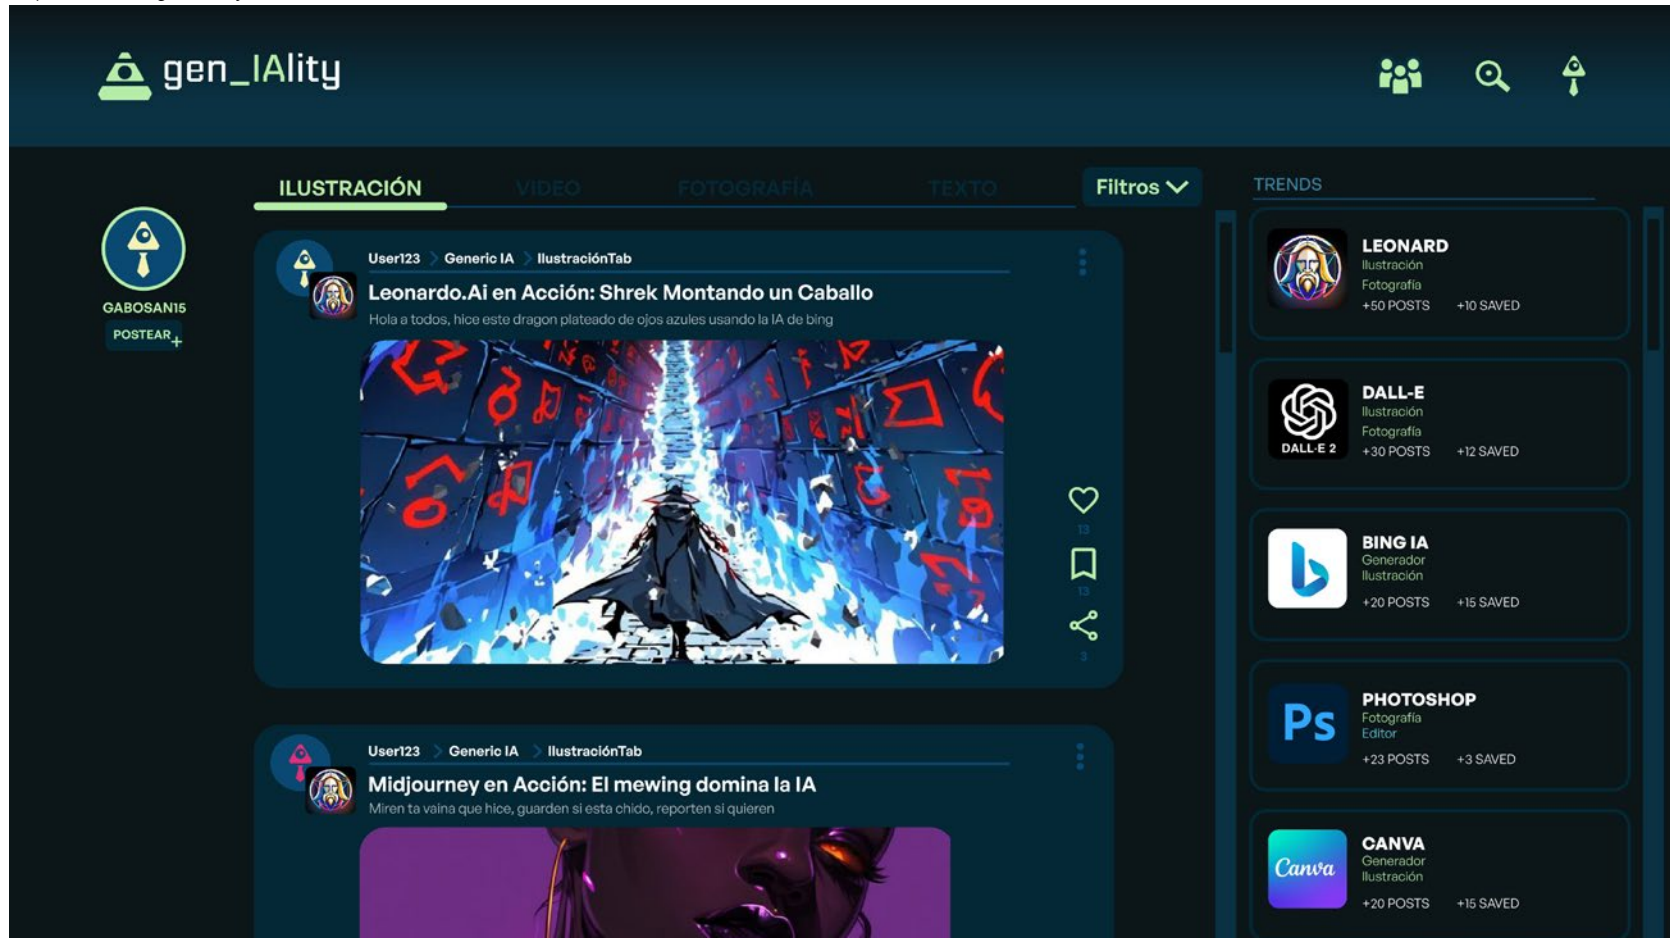 gen_IAlity
ILUSTRACIÓN VIDEO FOTOGRAFÍA TEXTO Filtros
GABOSAN15
POSTEAR+
User123 Generic IA IlustraciónTab
Leonardo.Ai en Acción: Shrek Montando un Caballo
Hola a todos, hice este dragon plateado de ojos azules usando la IA de bing
13
13
3
User123 Generic IA IlustraciónTab
Midjourney en Acción: El mewing domina la IA
Miren ta vaina que hice, guarden si esta chido, reporten si quieren
TRENDS
LEONARD
Ilustración
Fotografía
+50 POSTS +10 SAVED
DALL·E 2
DALL-E
Ilustración
Fotografía
+30 POSTS +12 SAVED
BING IA
Generador
Ilustración
+20 POSTS +15 SAVED
Ps
PHOTOSHOP
Fotografía
Editor
+23 POSTS +3 SAVED
Canva
CANVA
Generador
Ilustración
+20 POSTS +15 SAVED